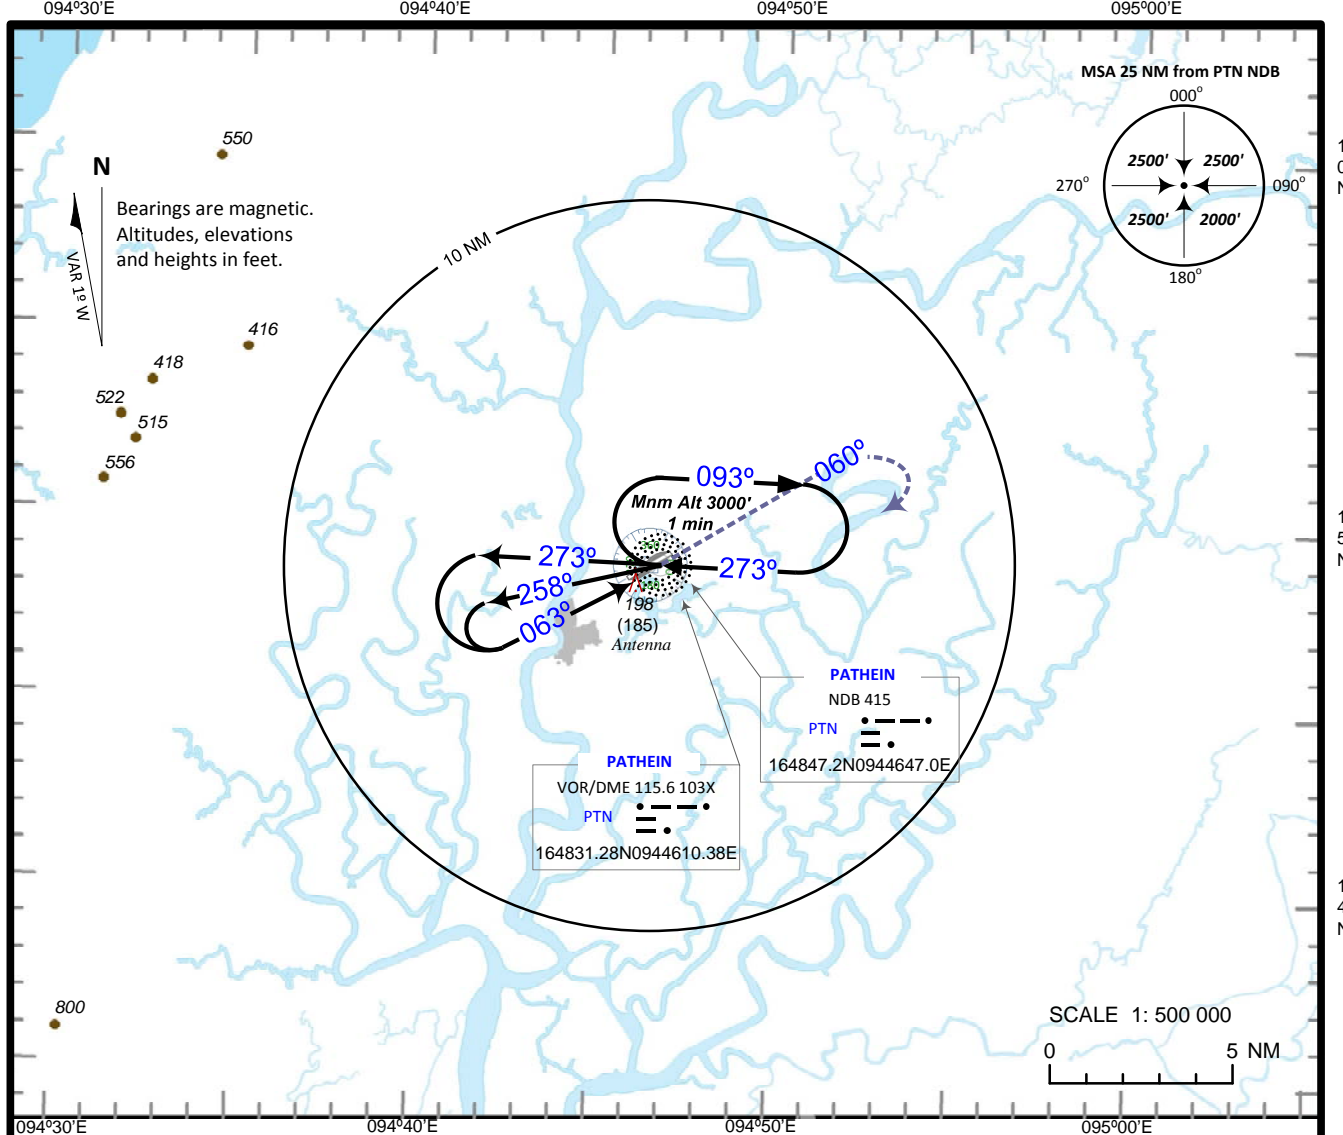 094º30'E
094º40'E
094º50'E
095º00'E
MSA 25 NM from PTN NDB
000°
2500'
2500'
270°
090°
2500'
2000'
180°
550
N
Bearings are magnetic.
Altitudes, elevations
and heights in feet.
VAR 1º W
10 NM
416
418
522
515
556
060º
093º
Mnm Alt 3000'
1 min
273º
273º
258º
063º
198
(185)
Antenna
PATHEIN
NDB 415
PTN
164847.2N0944647.0E
PATHEIN
VOR/DME 115.6 103X
PTN
164831.28N0944610.38E
800
SCALE 1: 500 000
0
5 NM
094º30'E
094º40'E
094º50'E
095º00'E